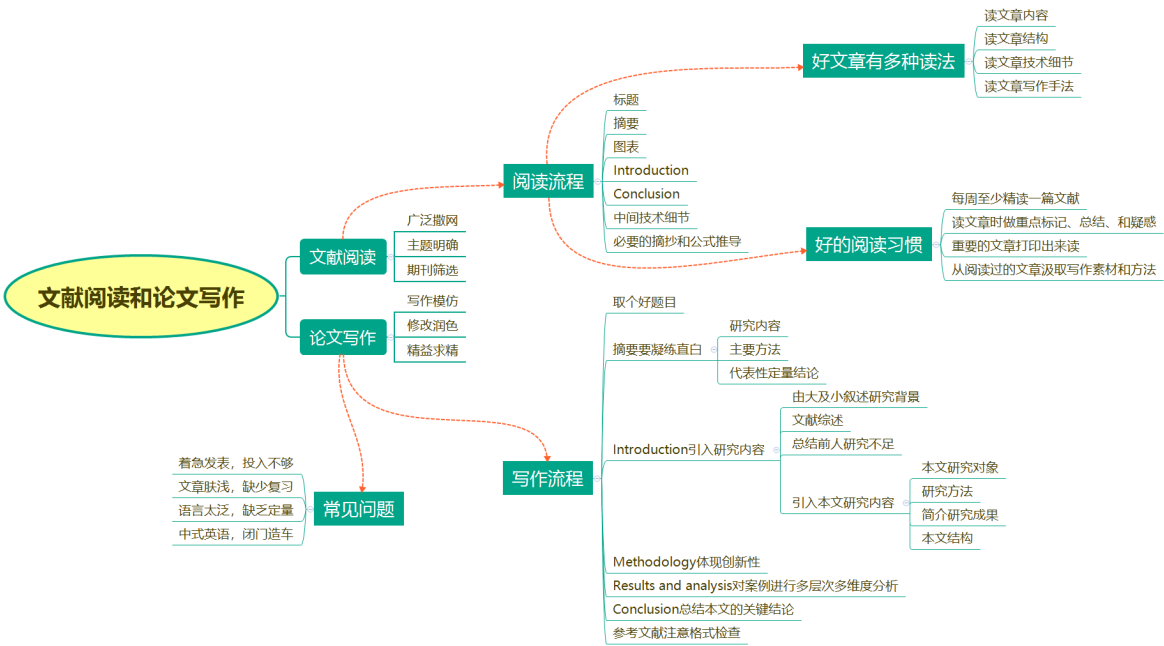 文献阅读和论文写作
文献阅读
广泛撒网
主题明确
期刊筛选
阅读流程
标题
摘要
图表
Introduction
Conclusion
中间技术细节
必要的摘抄和公式推导
好文章有多种读法
读文章内容
读文章结构
读文章技术细节
读文章写作手法
好的阅读习惯
每周至少精读一篇文献
读文章时做重点标记、总结、和疑惑
重要的文章打印出来读
从阅读过的文章汲取写作素材和方法
论文写作
写作模仿
修改润色
精益求精
写作流程
取个好题目
摘要要凝练直白
研究内容
主要方法
代表性定量结论
Introduction引入研究内容
由大及小叙述研究背景
文献综述
总结前人研究不足
引入本文研究内容
本文研究对象
研究方法
简介研究成果
本文结构
Methodology体现创新性
Results and analysis对案例进行多层次多维度分析
Conclusion总结本文的关键结论
参考文献注意格式检查
常见问题
着急发表，投入不够
文章肤浅，缺少复习
语言太泛，缺乏定量
中式英语，闭门造车